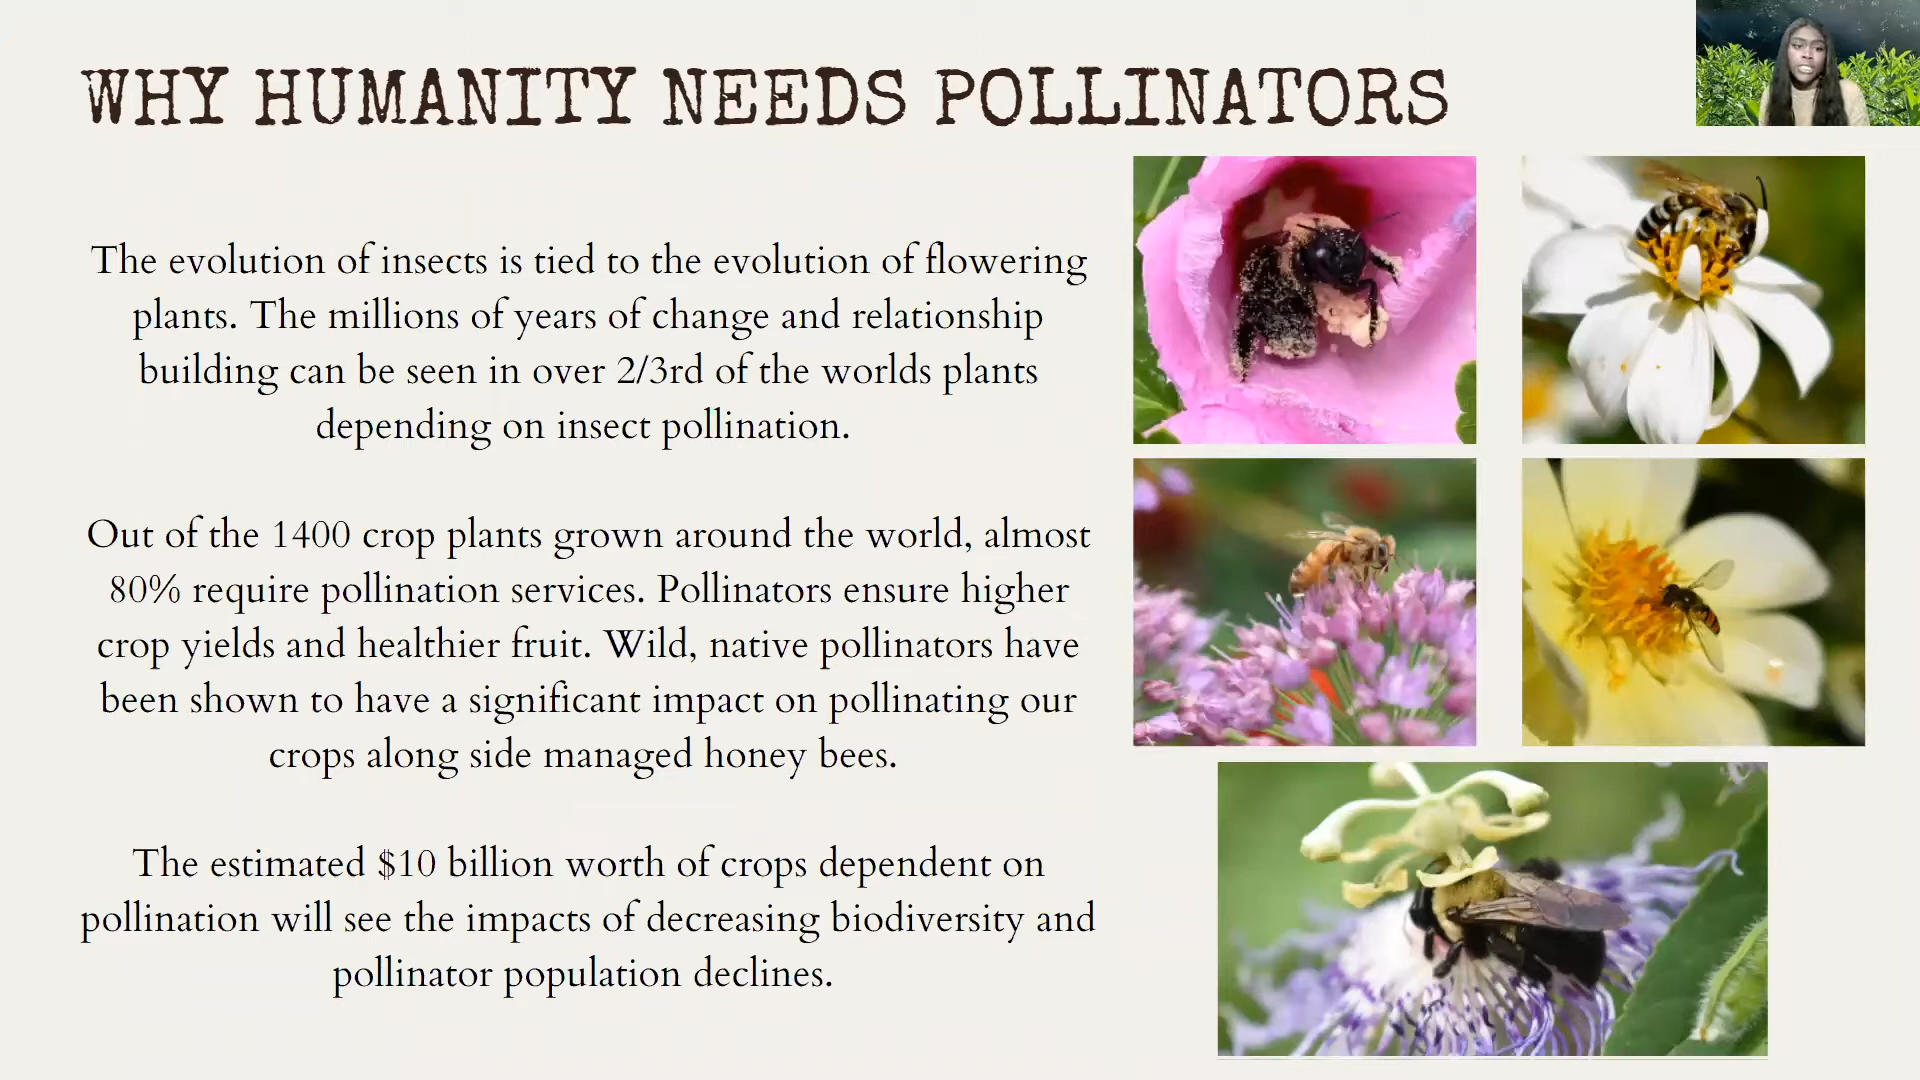 WHY HUMANITY NEEDS POLLINATORS
The evolution of insects is tied to the evolution of flowering
plants. The millions of years of change and relationship
building can be seen in over 2/3rd of the worlds plants
depending on insect pollination.
Out of the 1400 crop plants grown around the world, almost
80% require pollination services. Pollinators ensure higher
crop yields and healthier fruit. Wild, native pollinators have
been shown to have a significant impact on pollinating our
crops along side managed honey bees.
The estimated $10 billion worth of crops dependent on
pollination will see the impacts of decreasing biodiversity and
pollinator population declines.